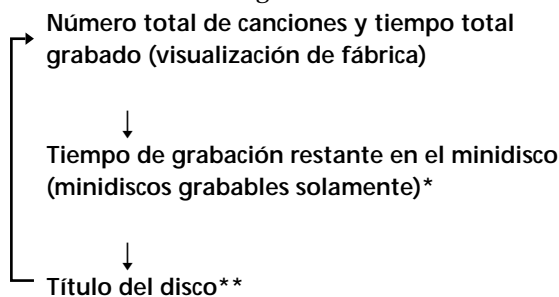 Número total de canciones y tiempo total
grabado (visualización de fábrica)
Tiempo de grabación restante en el minidisco
(minidiscos grabables solamente)*
Título del disco**